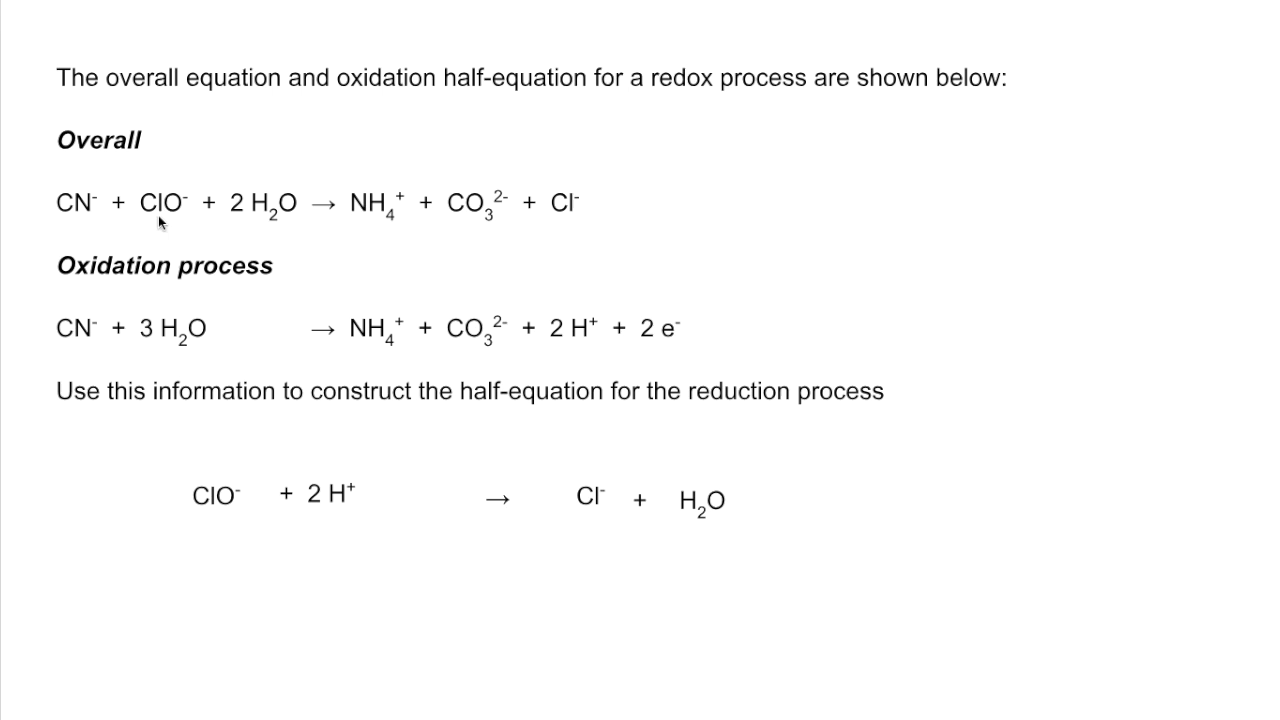 The overall equation and oxidation half-equation for a redox process are shown below:
Overall
CN⁻ + ClO⁻ + 2 H₂O → NH₄⁺ + CO₃²⁻ + Cl⁻
Oxidation process
CN⁻ + 3 H₂O → NH₄⁺ + CO₃²⁻ + 2 H⁺ + 2 e⁻
Use this information to construct the half-equation for the reduction process
ClO⁻ + 2 H⁺ → Cl⁻ + H₂O